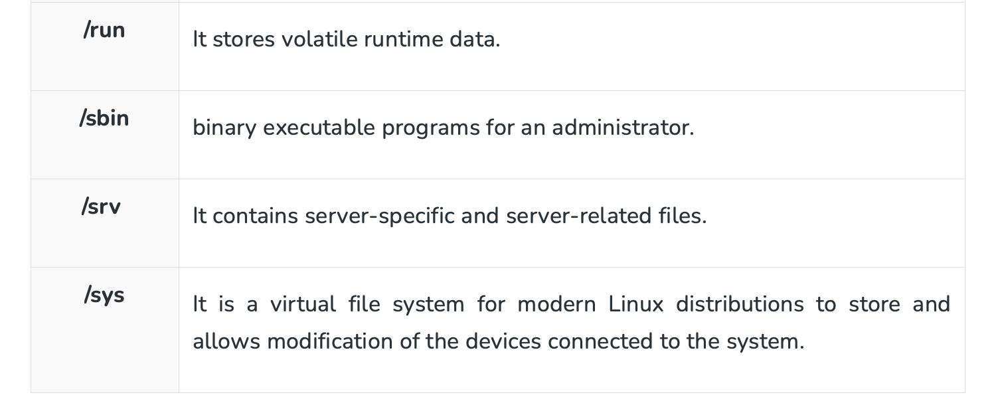 /run
It stores volatile runtime data.
/sbin
binary executable programs for an administrator.
/srv
It contains server-specific and server-related files.
/sys
It is a virtual file system for modern Linux distributions to store and
allows modification of the devices connected to the system.